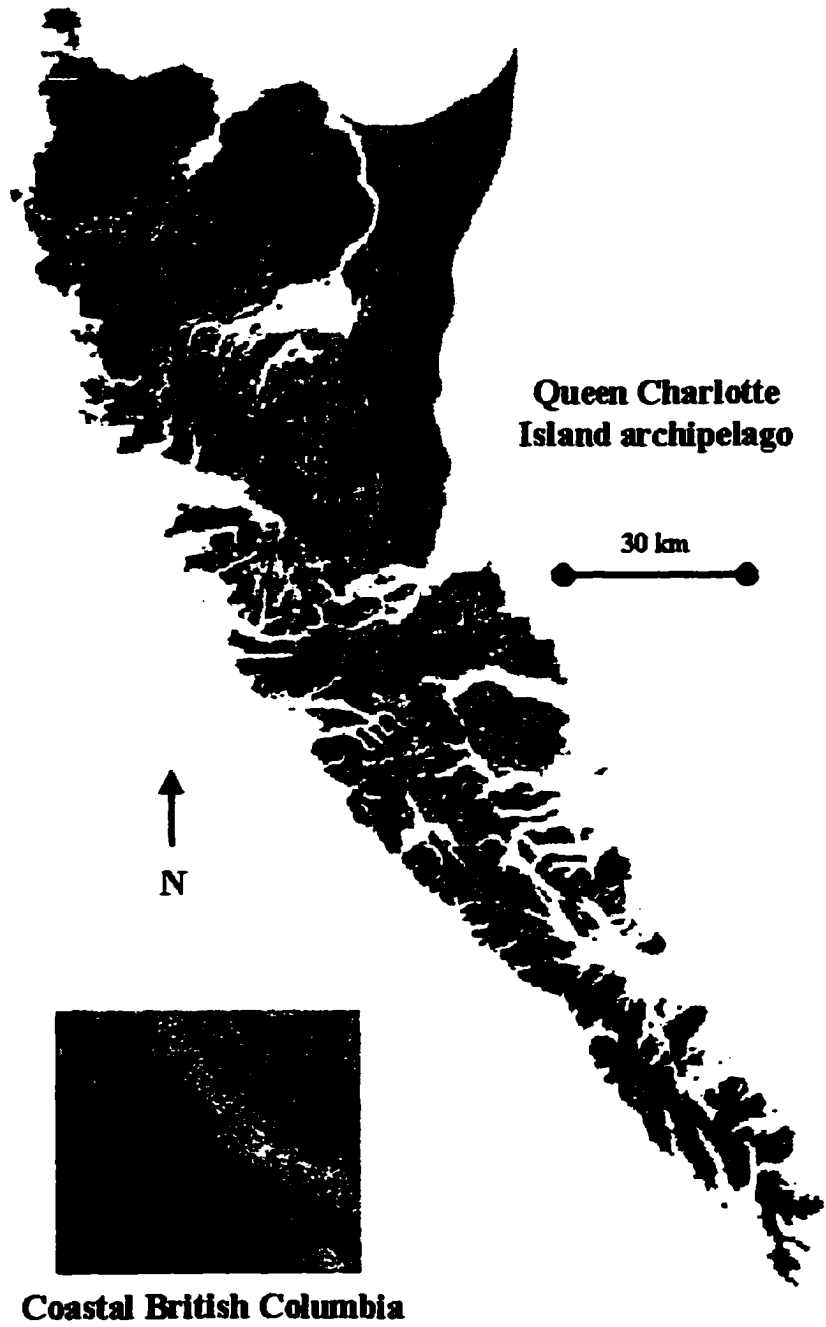 Queen Charlotte
Island archipelago
30 km
N
Coastal British Columbia